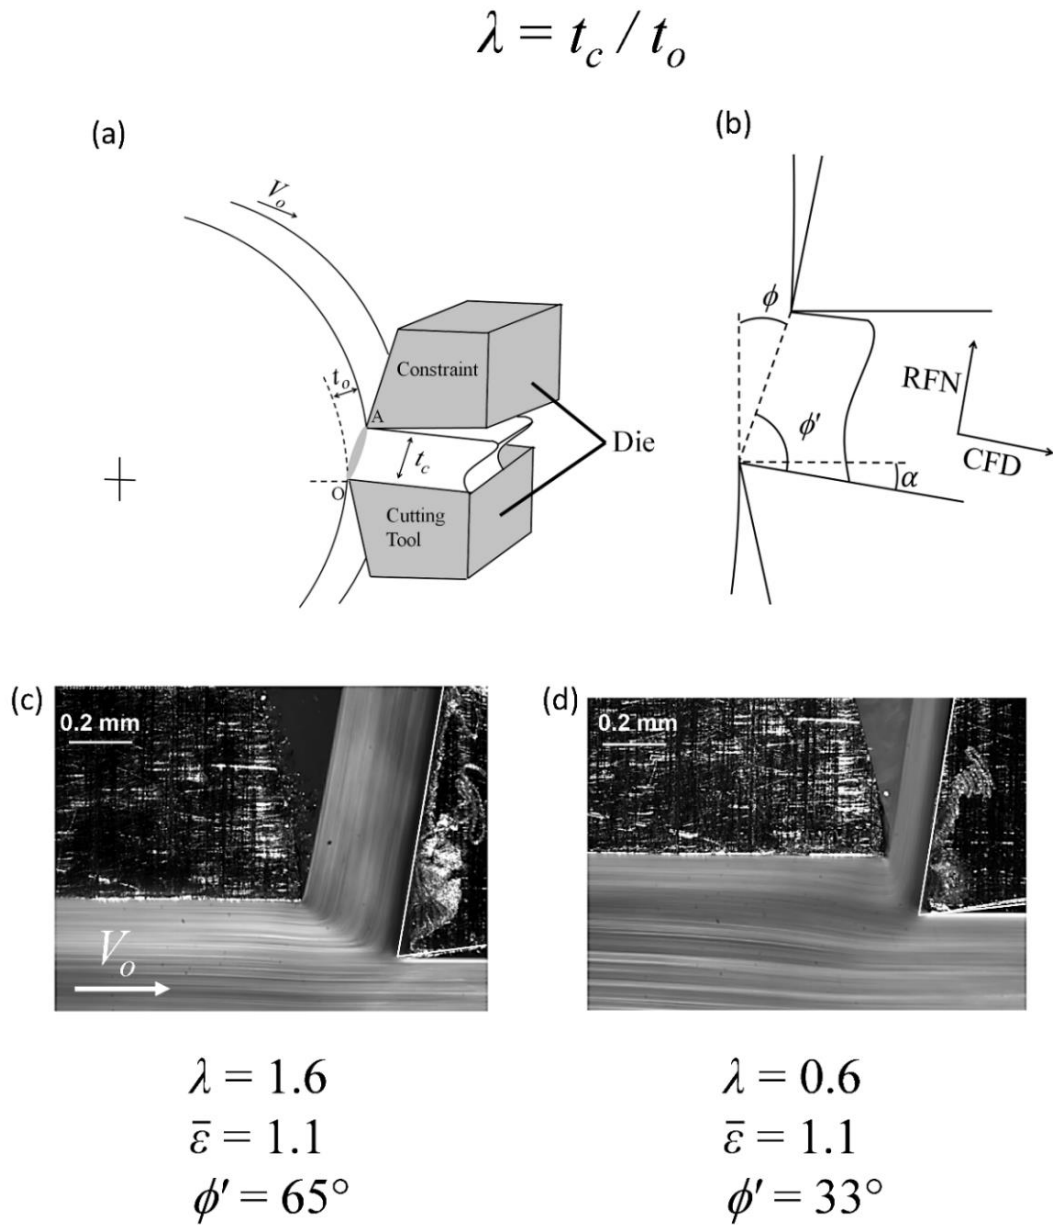 λ = t_c / t_o
(a)
(b)
V_o
t_o
A
Constraint
t_c
Die
O
Cutting
Tool
ϕ
ϕ′
RFN
CFD
α
(c)
0.2 mm
V_o
(d)
0.2 mm
λ = 1.6
ε̄ = 1.1
ϕ′ = 65°
λ = 0.6
ε̄ = 1.1
ϕ′ = 33°